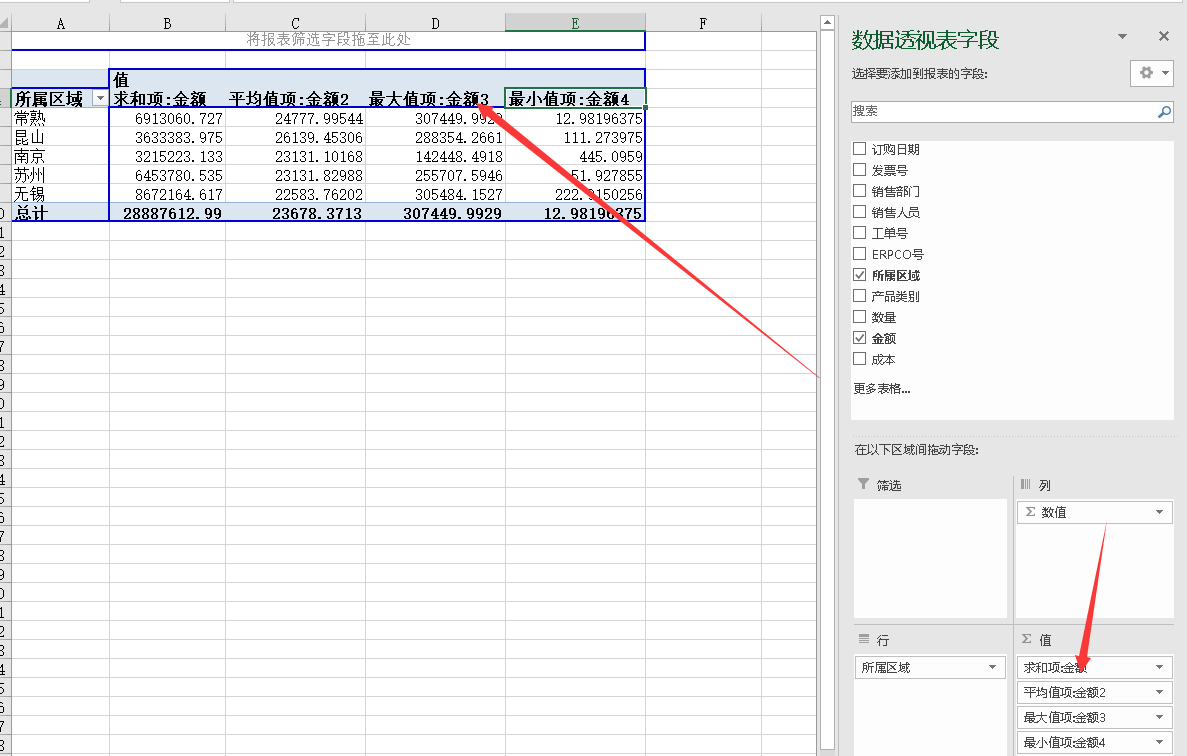 A B C D E F
将报表筛选字段拖至此处
值
所属区域 求和项:金额 平均值项:金额2 最大值项:金额3 最小值项:金额4
常熟 6913060.727 24777.99544 12.98196375
昆山 3633383.975 26139.45306 288354.2661 111.273975
南京 3215223.133 23131.10168 142448.4918 445.0959
苏州 6453780.535 23131.82988 255707.5946 51.927855
无锡 8672164.617 22583.76202 305484.1527
总计 28887612.99 23678.3713 307449.9929 12.98196375
数据透视表字段
选择要添加到报表的字段:
搜索
订购日期
发票号
销售部门
销售人员
工单号
ERPCO号
所属区域
产品类别
数量
金额
成本
更多表格...
在以下区域间拖动字段:
筛选
列
Σ 数值
行
Σ 值
所属区域
求和项:金额
平均值项:金额2
最大值项:金额3
最小值项:金额4